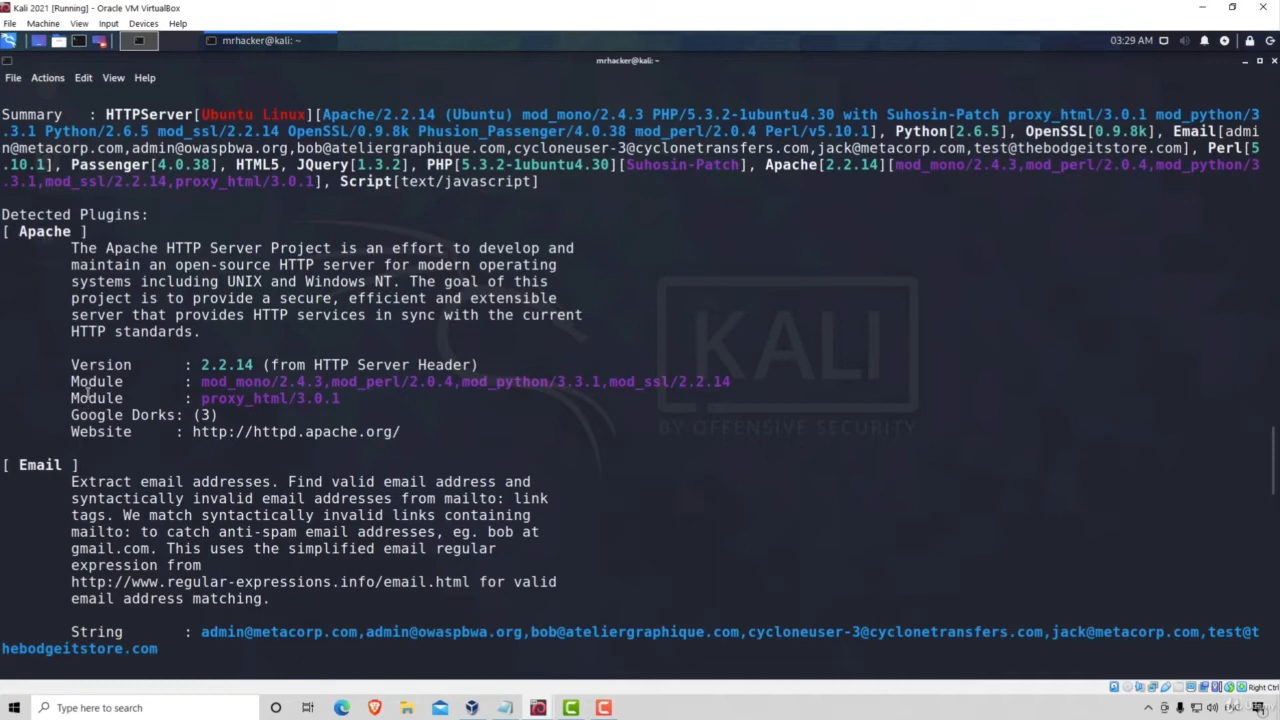 Kali 2021 [Running] - Oracle VM VirtualBox
File Machine View Input Devices Help
mrhacker@kali: ~
03:29 AM
mrhacker@kali: ~
File Actions Edit View Help
Summary : HTTPServer[Ubuntu Linux][Apache/2.2.14 (Ubuntu) mod_mono/2.4.3 PHP/5.3.2-1ubuntu4.30 with Suhosin-Patch proxy_html/3.0.1 mod_python/3
.3.1 Python/2.6.5 mod_ssl/2.2.14 OpenSSL/0.9.8k Phusion_Passenger/4.0.38 mod_perl/2.0.4 Perl/v5.10.1], Python[2.6.5], OpenSSL[0.9.8k], Email[admi
n@metacorp.com,admin@owaspbwa.org,bob@ateliergraphique.com,cycloneuser-3@cyclonetransfers.com,jack@metacorp.com,test@thebodgeitstore.com], Perl[5
.10.1], Passenger[4.0.38], HTML5, JQuery[1.3.2], PHP[5.3.2-1ubuntu4.30][Suhosin-Patch], Apache[2.2.14][mod_mono/2.4.3,mod_perl/2.0.4,mod_python/3
.3.1,mod_ssl/2.2.14,proxy_html/3.0.1], Script[text/javascript]
Detected Plugins:
[ Apache ]
The Apache HTTP Server Project is an effort to develop and
maintain an open-source HTTP server for modern operating
systems including UNIX and Windows NT. The goal of this
project is to provide a secure, efficient and extensible
server that provides HTTP services in sync with the current
HTTP standards.
Version : 2.2.14 (from HTTP Server Header)
Module : mod_mono/2.4.3,mod_perl/2.0.4,mod_python/3.3.1,mod_ssl/2.2.14
Module : proxy_html/3.0.1
Google Dorks: (3)
Website : http://httpd.apache.org/
KALI
BY OFFENSIVE SECURITY
[ Email ]
Extract email addresses. Find valid email address and
syntactically invalid email addresses from mailto: link
tags. We match syntactically invalid links containing
mailto: to catch anti-spam email addresses, eg. bob at
gmail.com. This uses the simplified email regular
expression from
http://www.regular-expressions.info/email.html for valid
email address matching.
String : admin@metacorp.com,admin@owaspbwa.org,bob@ateliergraphique.com,cycloneuser-3@cyclonetransfers.com,jack@metacorp.com,test@t
hebodgeitstore.com
Right Ctrl
Type here to search
ENG